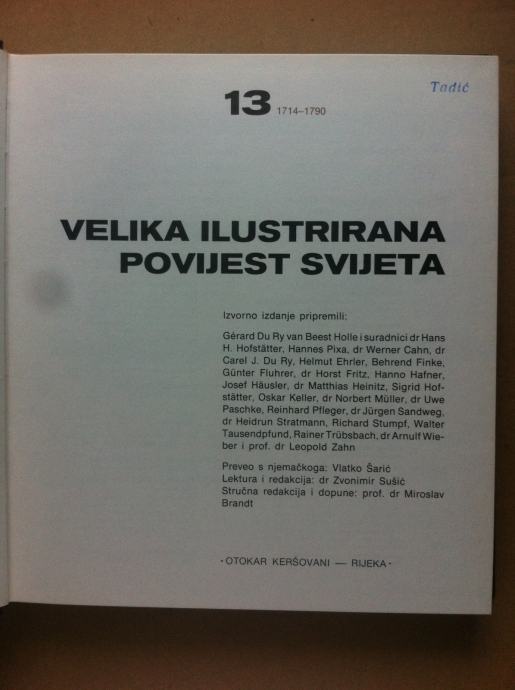 Tadić
13 1714–1790
VELIKA ILUSTRIRANA
POVIJEST SVIJETA
Izvorno izdanje pripremili:
Gérard Du Ry van Beest Holle i suradnici dr Hans
H. Hofstätter, Hannes Pixa, dr Werner Cahn, dr
Carel J. Du Ry, Helmut Ehrler, Behrend Finke,
Günter Fluhrer, dr Horst Fritz, Hanno Hafner,
Josef Häusler, dr Matthias Heinitz, Sigrid Hof-
stätter, Oskar Keller, dr Norbert Müller, dr Uwe
Paschke, Reinhard Pfleger, dr Jürgen Sandweg,
dr Heidrun Stratmann, Richard Stumpf, Walter
Tausendpfund, Rainer Trübsbach, dr Arnulf Wie-
ber i prof. dr Leopold Zahn
Preveo s njemačkoga: Vlatko Šarić
Lektura i redakcija: dr Zvonimir Sušić
Stručna redakcija i dopune: prof. dr Miroslav
Brandt
·OTOKAR KERŠOVANI — RIJEKA·